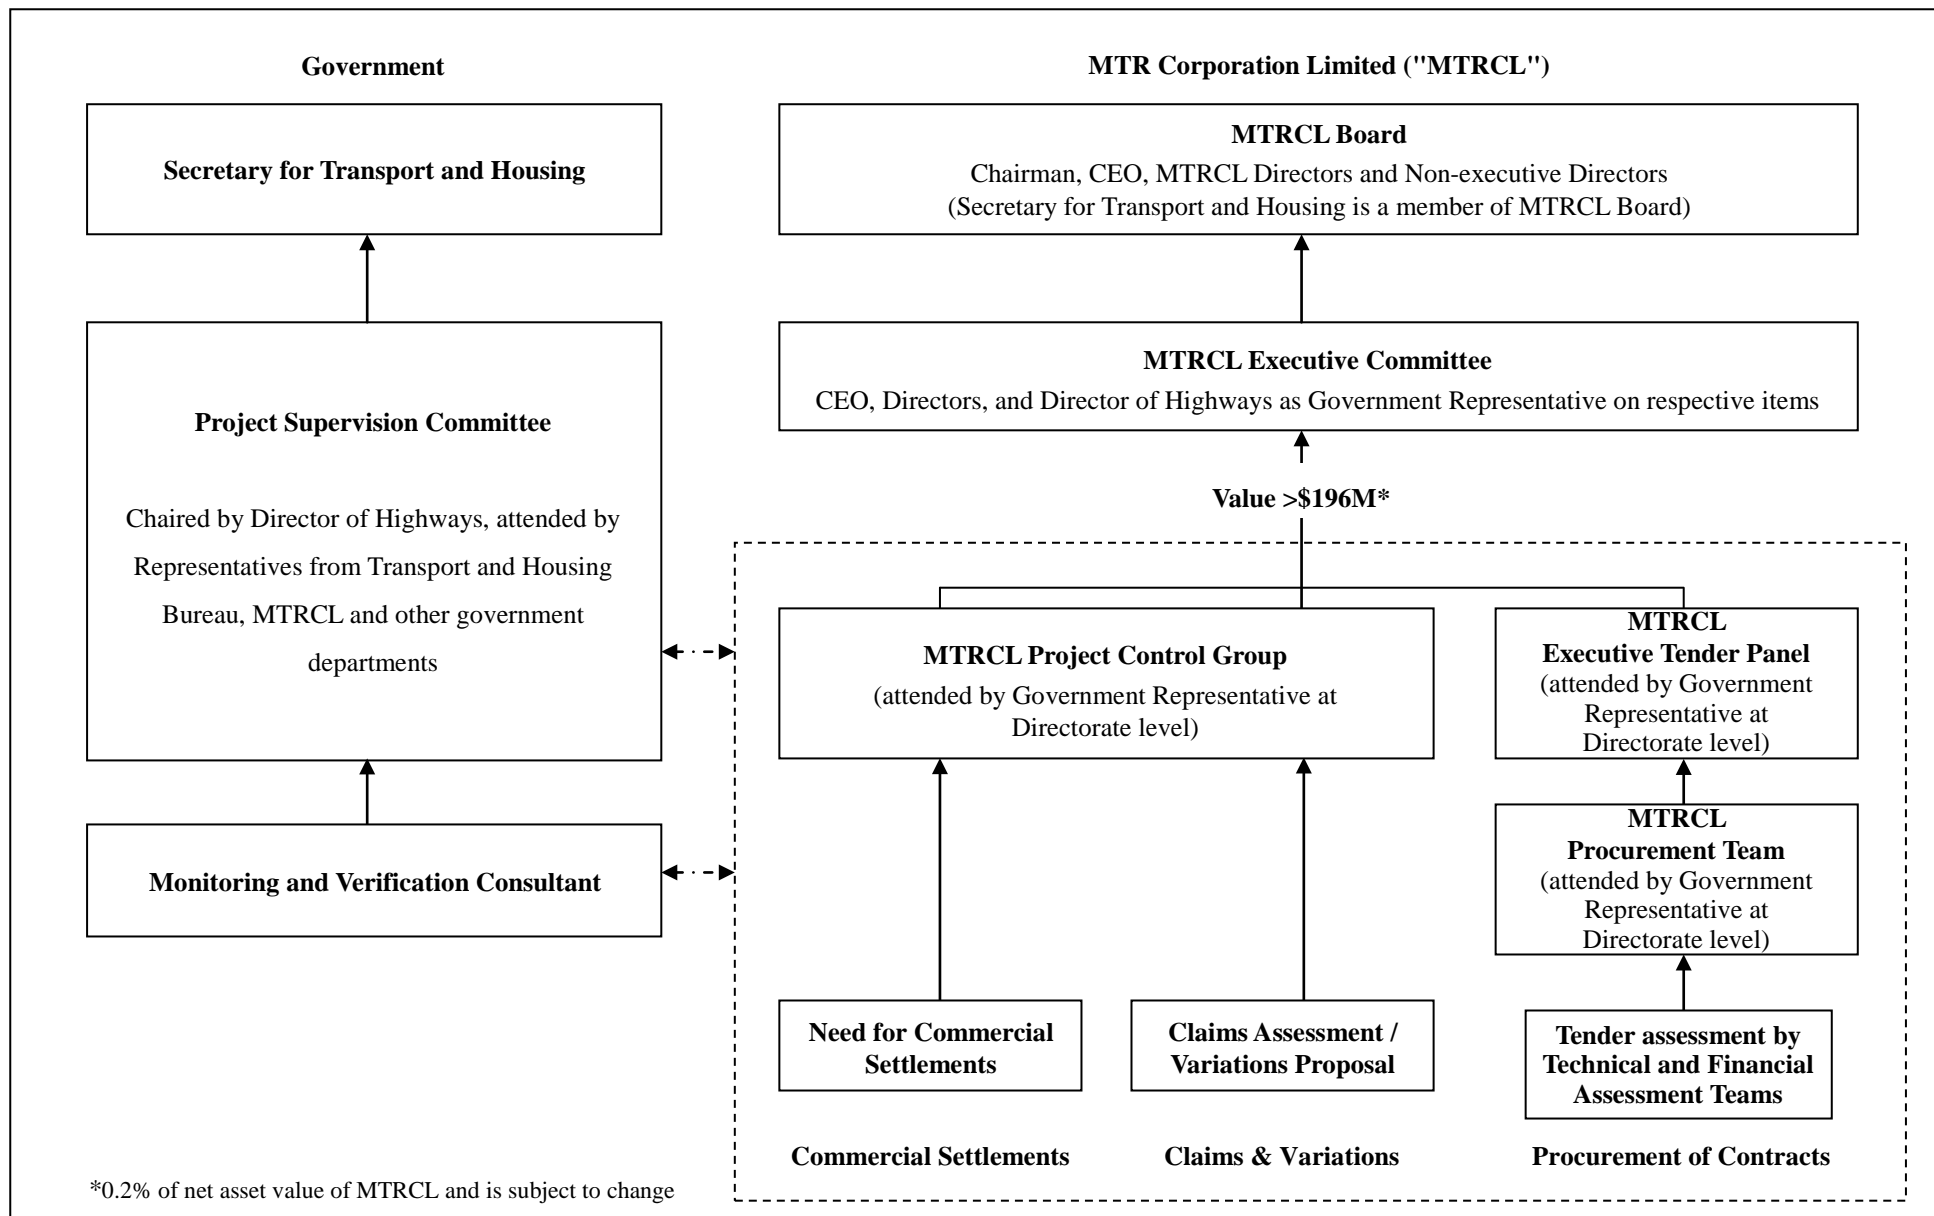 Government
Secretary for Transport and Housing
Project Supervision Committee
Chaired by Director of Highways, attended by
Representatives from Transport and Housing
Bureau, MTRCL and other government
departments
Monitoring and Verification Consultant
MTR Corporation Limited ("MTRCL")
MTRCL Board
Chairman, CEO, MTRCL Directors and Non-executive Directors
(Secretary for Transport and Housing is a member of MTRCL Board)
MTRCL Executive Committee
CEO, Directors, and Director of Highways as Government Representative on respective items
Value >$196M*
MTRCL Project Control Group
(attended by Government Representative at
Directorate level)
MTRCL
Executive Tender Panel
(attended by Government
Representative at
Directorate level)
MTRCL
Procurement Team
(attended by Government
Representative at
Directorate level)
Need for Commercial
Settlements
Claims Assessment /
Variations Proposal
Tender assessment by
Technical and Financial
Assessment Teams
Commercial Settlements
Claims & Variations
Procurement of Contracts
*0.2% of net asset value of MTRCL and is subject to change